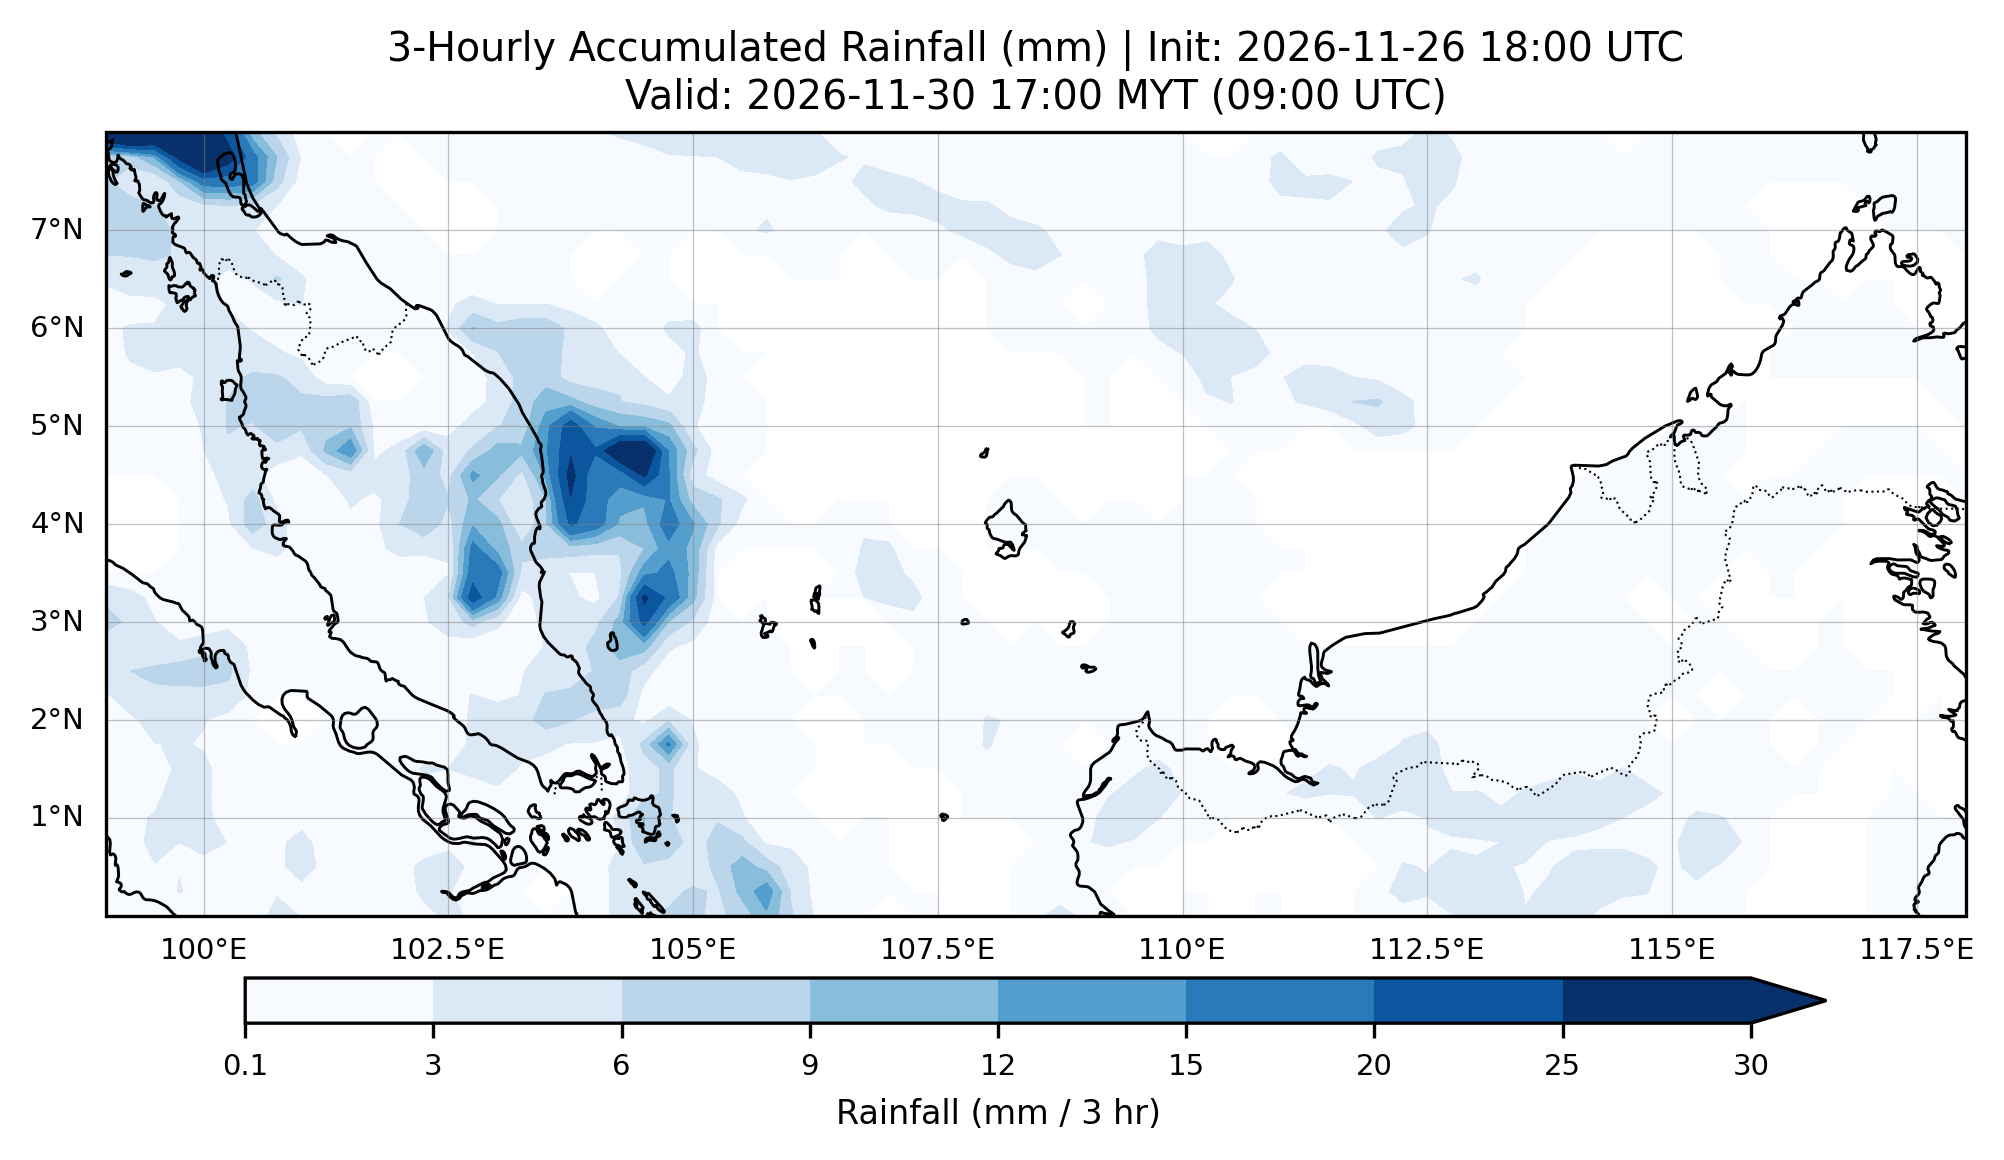 3-Hourly Accumulated Rainfall (mm) | Init: 2026-11-26 18:00 UTC
Valid: 2026-11-30 17:00 MYT (09:00 UTC)
7°N
6°N
5°N
4°N
3°N
2°N
1°N
100°E 102.5°E 105°E 107.5°E 110°E 112.5°E 115°E 117.5°E
0.1 3 6 9 12 15 20 25 30
Rainfall (mm / 3 hr)